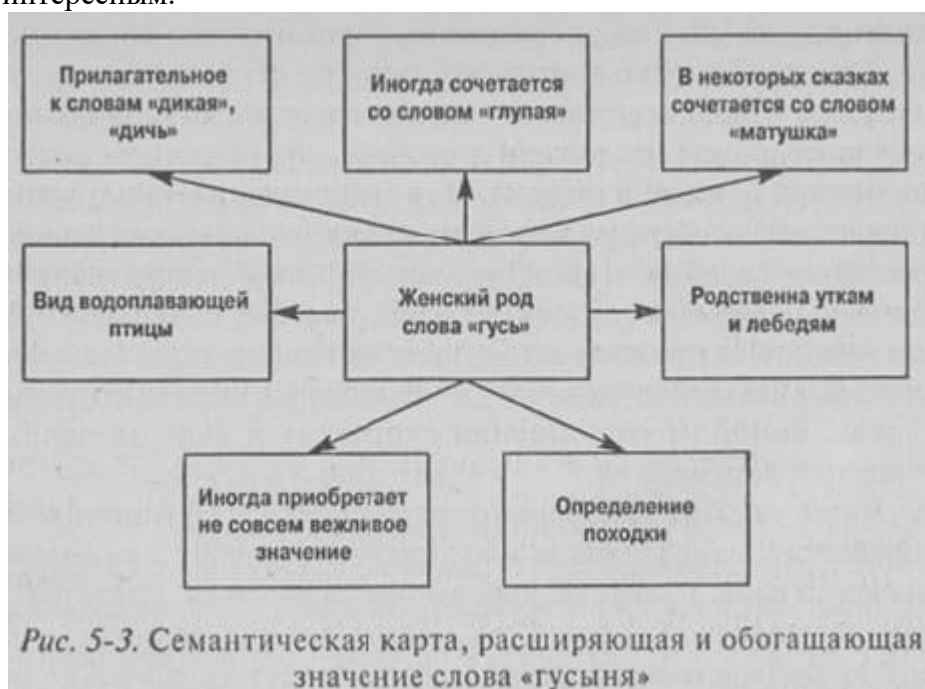 интересным.
Прилагательное
к словам «дикая»,
«дичь»
Иногда сочетается
со словом «глупая»
В некоторых сказках
сочетается со словом
«матушка»
Вид водоплавающей
птицы
Женский род
слова «гусь»
Родственна уткам
и лебедям
Иногда приобретает
не совсем вежливое
значение
Определение
походки
Рис. 5-3. Семантическая карта, расширяющая и обогащающая
значение слова «гусыня»